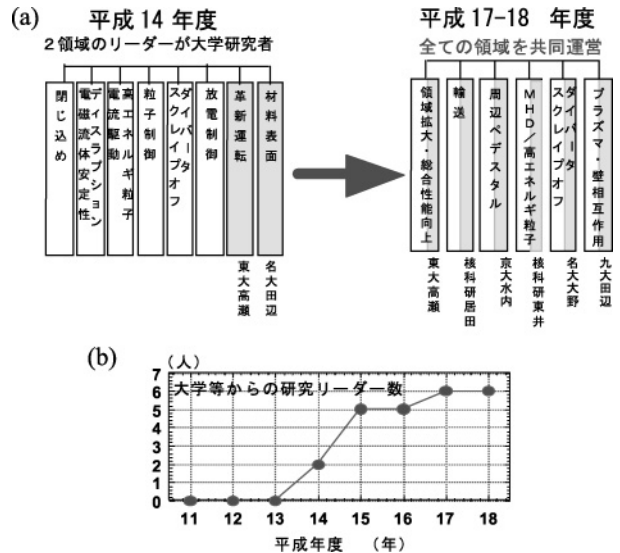 (a)
平成 14 年度
２領域のリーダーが大学研究者
閉じ込め
ディスラプション
電磁流体安定性
高エネルギ粒子
電流駆動
粒子制御
ダイバータ
スクレイプオフ
放電制御
革新運転
材料表面
東大高瀬
名大田辺
平成 17-18 年度
全ての領域を共同運営
領域拡大・総合性能向上
輸送
周辺ペデスタル
MHD／高エネルギ粒子
ダイバータ
スクレイプオフ
プラズマ・壁相互作用
東大高瀬
核科研居田
京大水内
核科研東井
名大大野
九大田辺
(b)
（人）
大学等からの研究リーダー数
7
6
5
4
3
2
1
0
11 12 13 14 15 16 17 18
平成年度 （年）